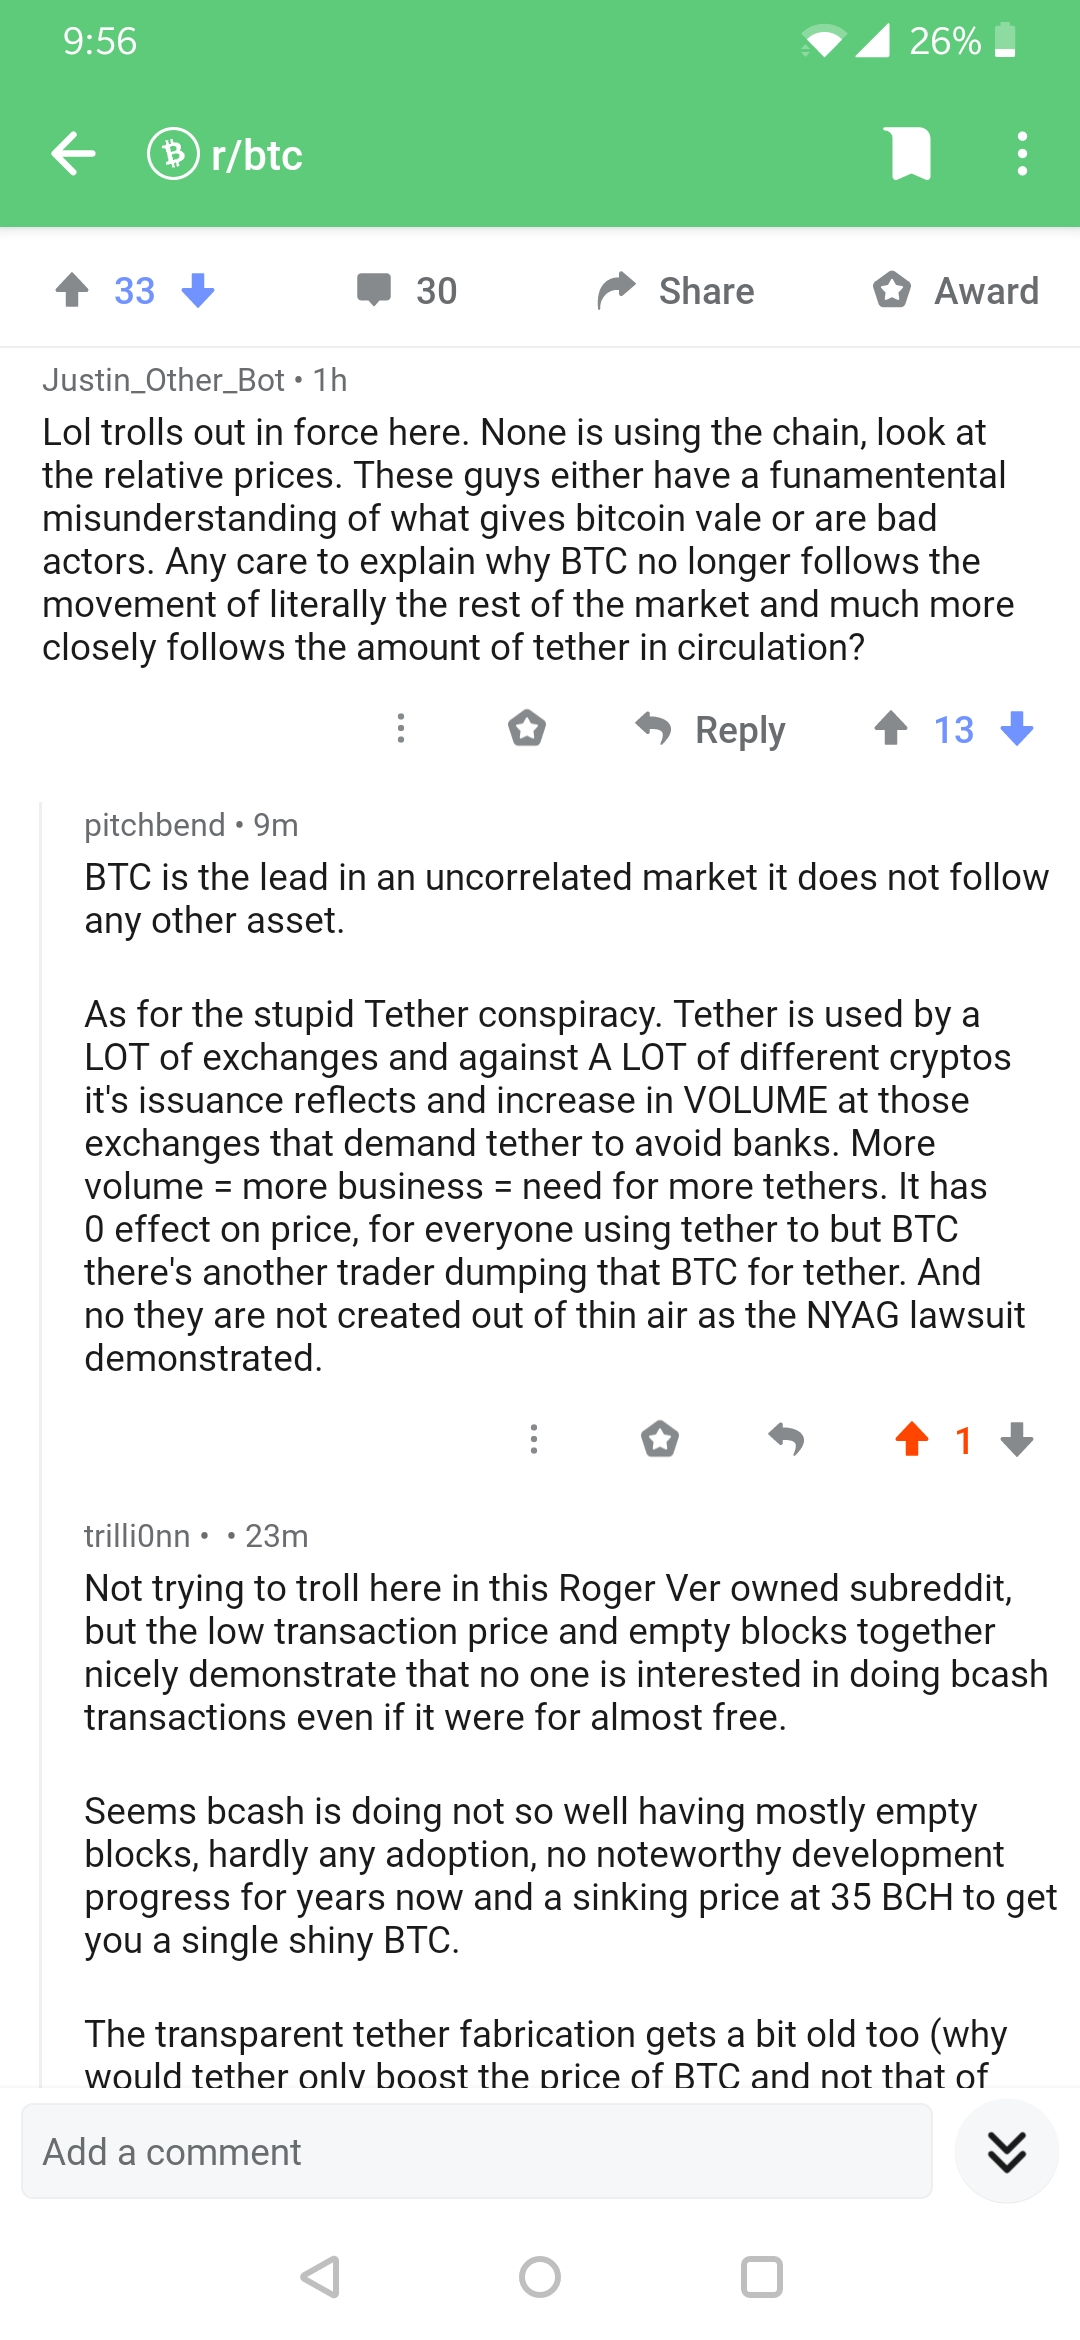 9:56
26%
r/btc
33
30
Share
Award
Justin_Other_Bot • 1h
Lol trolls out in force here. None is using the chain, look at
the relative prices. These guys either have a funamentental
misunderstanding of what gives bitcoin vale or are bad
actors. Any care to explain why BTC no longer follows the
movement of literally the rest of the market and much more
closely follows the amount of tether in circulation?
Reply
13
pitchbend • 9m
BTC is the lead in an uncorrelated market it does not follow
any other asset.
As for the stupid Tether conspiracy. Tether is used by a
LOT of exchanges and against A LOT of different cryptos
it's issuance reflects and increase in VOLUME at those
exchanges that demand tether to avoid banks. More
volume = more business = need for more tethers. It has
0 effect on price, for everyone using tether to but BTC
there's another trader dumping that BTC for tether. And
no they are not created out of thin air as the NYAG lawsuit
demonstrated.
1
trilli0nn • • 23m
Not trying to troll here in this Roger Ver owned subreddit,
but the low transaction price and empty blocks together
nicely demonstrate that no one is interested in doing bcash
transactions even if it were for almost free.
Seems bcash is doing not so well having mostly empty
blocks, hardly any adoption, no noteworthy development
progress for years now and a sinking price at 35 BCH to get
you a single shiny BTC.
The transparent tether fabrication gets a bit old too (why
would tether only boost the price of BTC and not that of
Add a comment